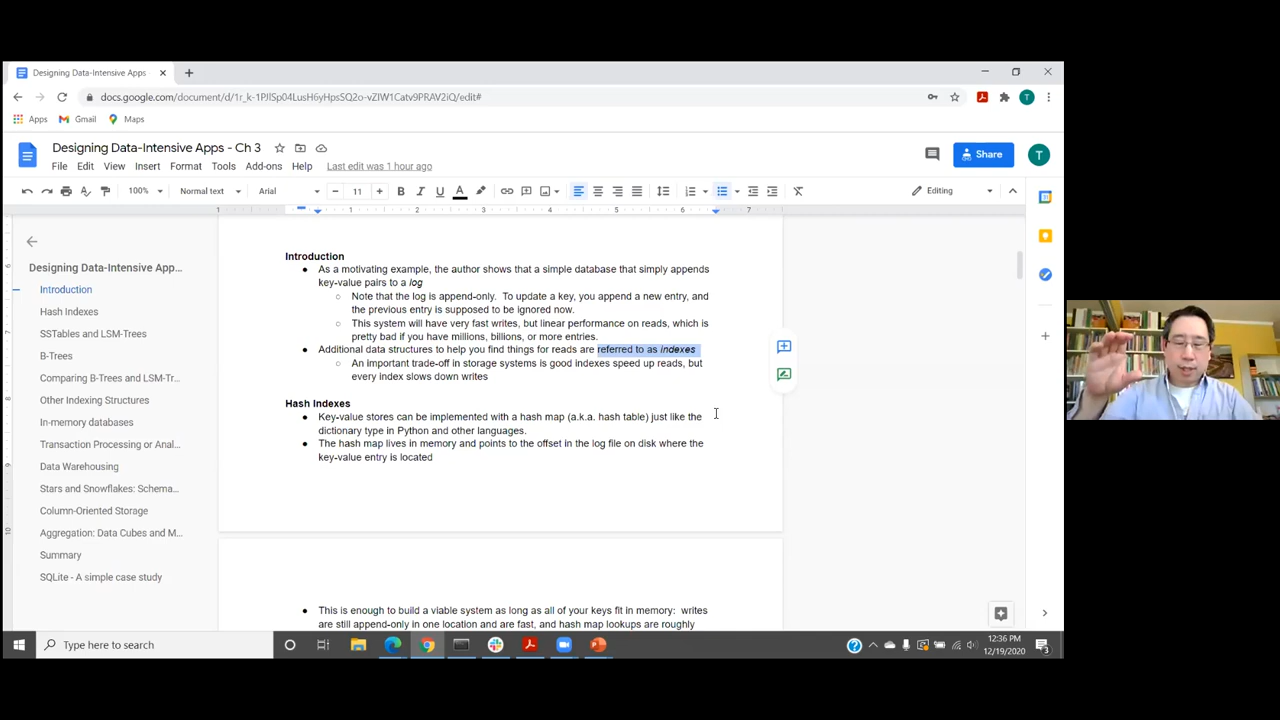 Designing Data-Intensive Apps -
docs.google.com/document/d/1r_k-1PJlSp04LusH6yHpsSQ2o-vZIW1Catv9PRAV2iQ/edit#
Apps Gmail Maps
Designing Data-Intensive Apps - Ch 3
File Edit View Insert Format Tools Add-ons Help Last edit was 1 hour ago
Share T
100% Normal text Arial 11 Editing
1 1 2 3 4 5 6 7
Designing Data-Intensive App...
Introduction
Hash Indexes
SSTables and LSM-Trees
B-Trees
Comparing B-Trees and LSM-Tr...
Other Indexing Structures
In-memory databases
Transaction Processing or Anal...
Data Warehousing
Stars and Snowflakes: Schema...
Column-Oriented Storage
Aggregation: Data Cubes and M...
Summary
SQLite - A simple case study
Introduction
● As a motivating example, the author shows that a simple database that simply appends
key-value pairs to a log
○ Note that the log is append-only. To update a key, you append a new entry, and
the previous entry is supposed to be ignored now.
○ This system will have very fast writes, but linear performance on reads, which is
pretty bad if you have millions, billions, or more entries.
● Additional data structures to help you find things for reads are referred to as indexes
○ An important trade-off in storage systems is good indexes speed up reads, but
every index slows down writes
Hash Indexes
● Key-value stores can be implemented with a hash map (a.k.a. hash table) just like the
dictionary type in Python and other languages.
● The hash map lives in memory and points to the offset in the log file on disk where the
key-value entry is located
● This is enough to build a viable system as long as all of your keys fit in memory: writes
are still append-only in one location and are fast, and hash map lookups are roughly
Type here to search
12:36 PM
12/19/2020